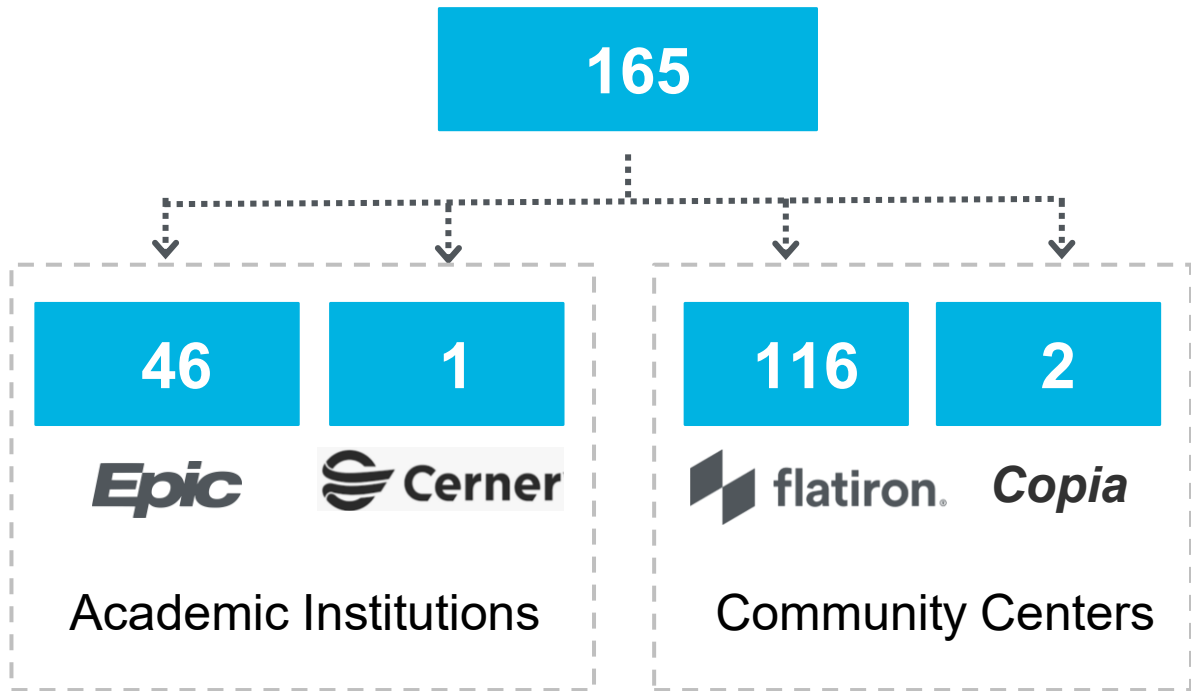 165
46
1
116
2
Epic
Cerner
flatiron®
Copia
Academic Institutions
Community Centers